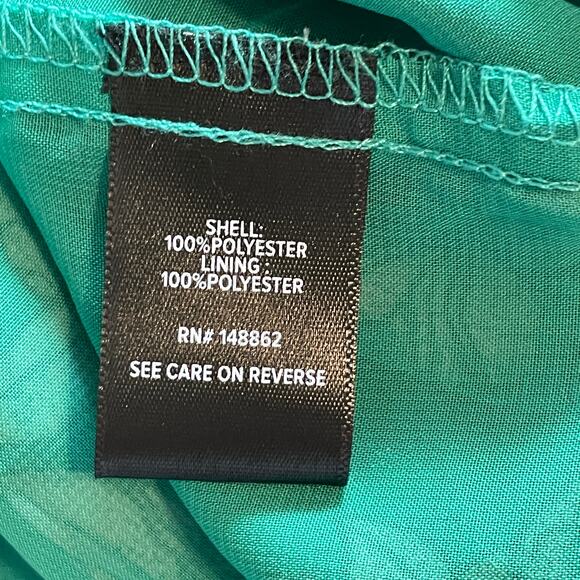 SHELL:
100%POLYESTER
LINING :
100%POLYESTER
RN# 148862
SEE CARE ON REVERSE